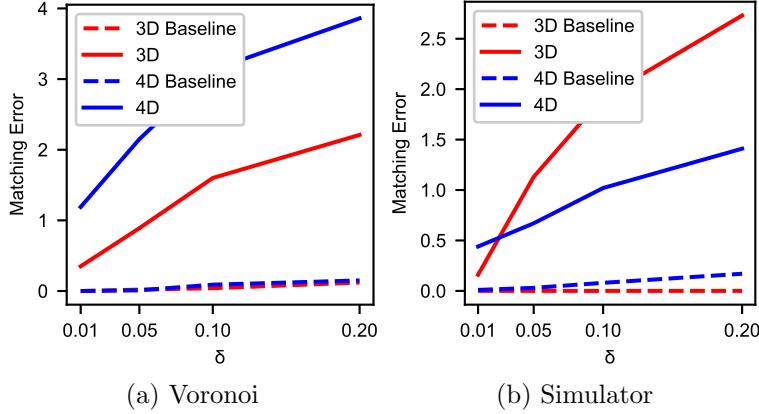 4
3
2
1
0
Matching Error
3D Baseline
3D
4D Baseline
4D
0.01 0.05 0.10 0.20
δ
(a) Voronoi
2.5
2.0
1.5
1.0
0.5
0.0
Matching Error
3D Baseline
3D
4D Baseline
4D
0.01 0.05 0.10 0.20
δ
(b) Simulator